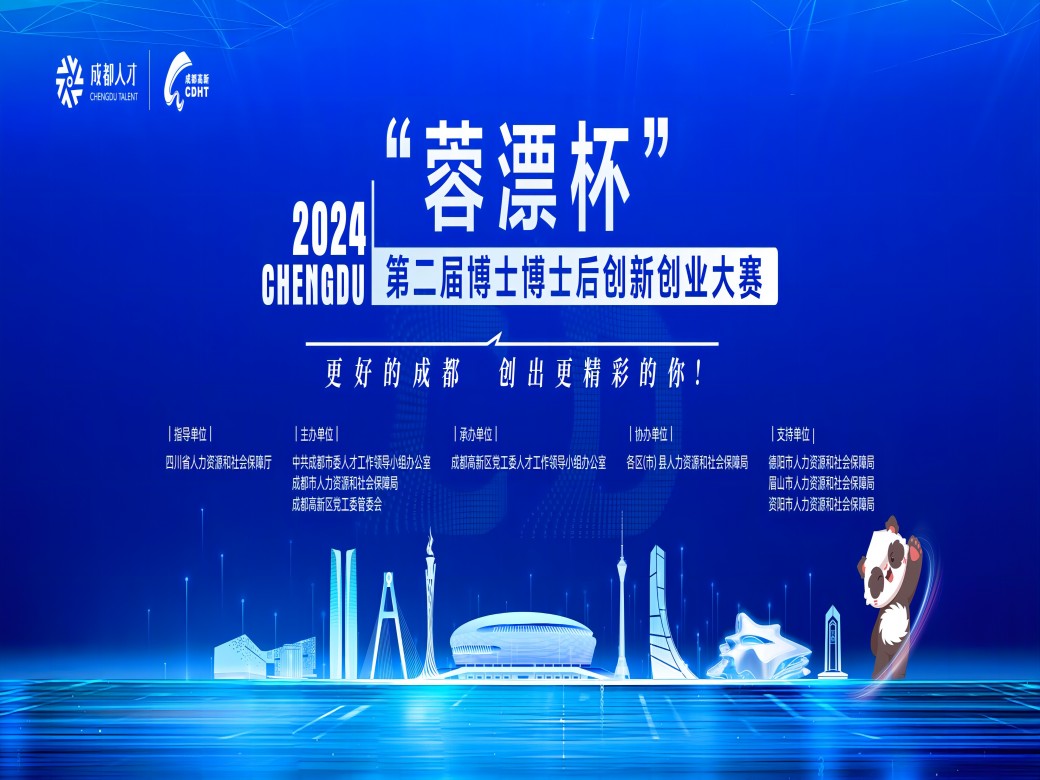 成都人才
CHENGDU TALENT
成都高新
CDHT
“蓉漂杯”
2024
CHENGDU
第二届博士博士后创新创业大赛
更好的成都 创出更精彩的你！
|指导单位|
四川省人力资源和社会保障厅
|主办单位|
中共成都市委人才工作领导小组办公室
成都市人力资源和社会保障局
成都高新区党工委管委会
|承办单位|
成都高新区党工委人才工作领导小组办公室
|协办单位|
各区(市)县人力资源和社会保障局
|支持单位|
德阳市人力资源和社会保障局
眉山市人力资源和社会保障局
资阳市人力资源和社会保障局